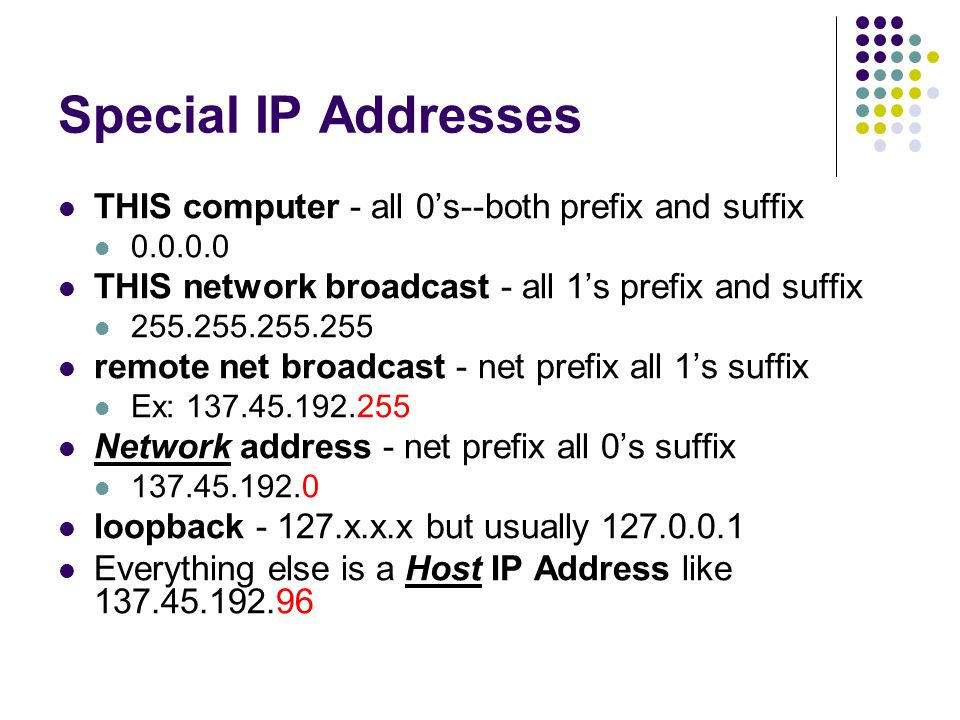 Special IP Addresses
THIS computer - all 0’s--both prefix and suffix
0.0.0.0
THIS network broadcast - all 1’s prefix and suffix
255.255.255.255
remote net broadcast - net prefix all 1’s suffix
Ex: 137.45.192.255
Network address - net prefix all 0’s suffix
137.45.192.0
loopback - 127.x.x.x but usually 127.0.0.1
Everything else is a Host IP Address like
137.45.192.96